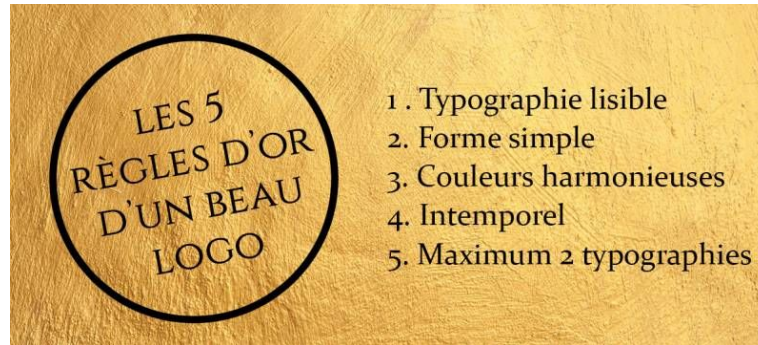 LES 5
RÈGLES D'OR
D'UN BEAU
LOGO
1 . Typographie lisible
2. Forme simple
3. Couleurs harmonieuses
4. Intemporel
5. Maximum 2 typographies